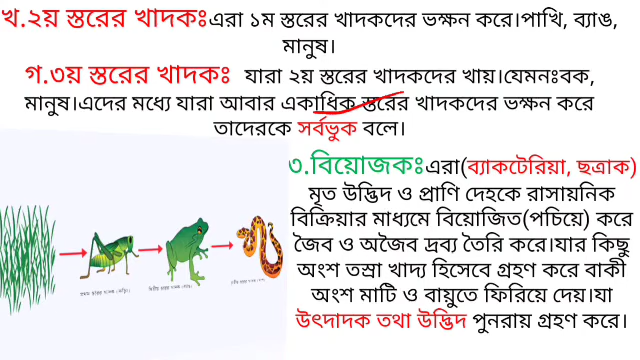 খ.২য় স্তরের খাদকঃএরা ১ম স্তরের খাদকদের ভক্ষন করে।পাখি, ব্যাঙ,
মানুষ।
গ.৩য় স্তরের খাদকঃ যারা ২য় স্তরের খাদকদের খায়।যেমনঃবক,
মানুষ।এদের মধ্যে যারা আবার একাধিক স্তরের খাদকদের ভক্ষন করে
তাদেরকে সর্বভুক বলে।
৩.বিয়োজকঃএরা(ব্যাকটেরিয়া, ছত্রাক)
মৃত উদ্ভিদ ও প্রাণি দেহকে রাসায়নিক
বিক্রিয়ার মাধ্যমে বিয়োজিত(পচিয়ে) করে
জৈব ও অজৈব দ্রব্য তৈরি করে।যার কিছু
অংশ তস্রা খাদ্য হিসেবে গ্রহণ করে বাকী
অংশ মাটি ও বায়ুতে ফিরিয়ে দেয়।যা
উৎদাদক তথা উদ্ভিদ পুনরায় গ্রহণ করে।